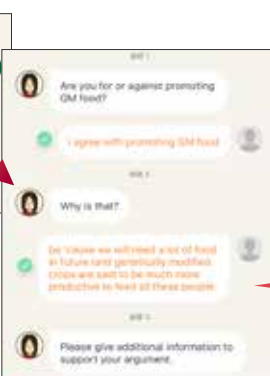 Are you for or against promoting
GM food?
I agree with promoting GM food
Why is that?
be 'cause we will need a lot of food
in future (and genetically modified
crops are said to be much more
productive to feed all these people
Please give additional information to
support your argument.